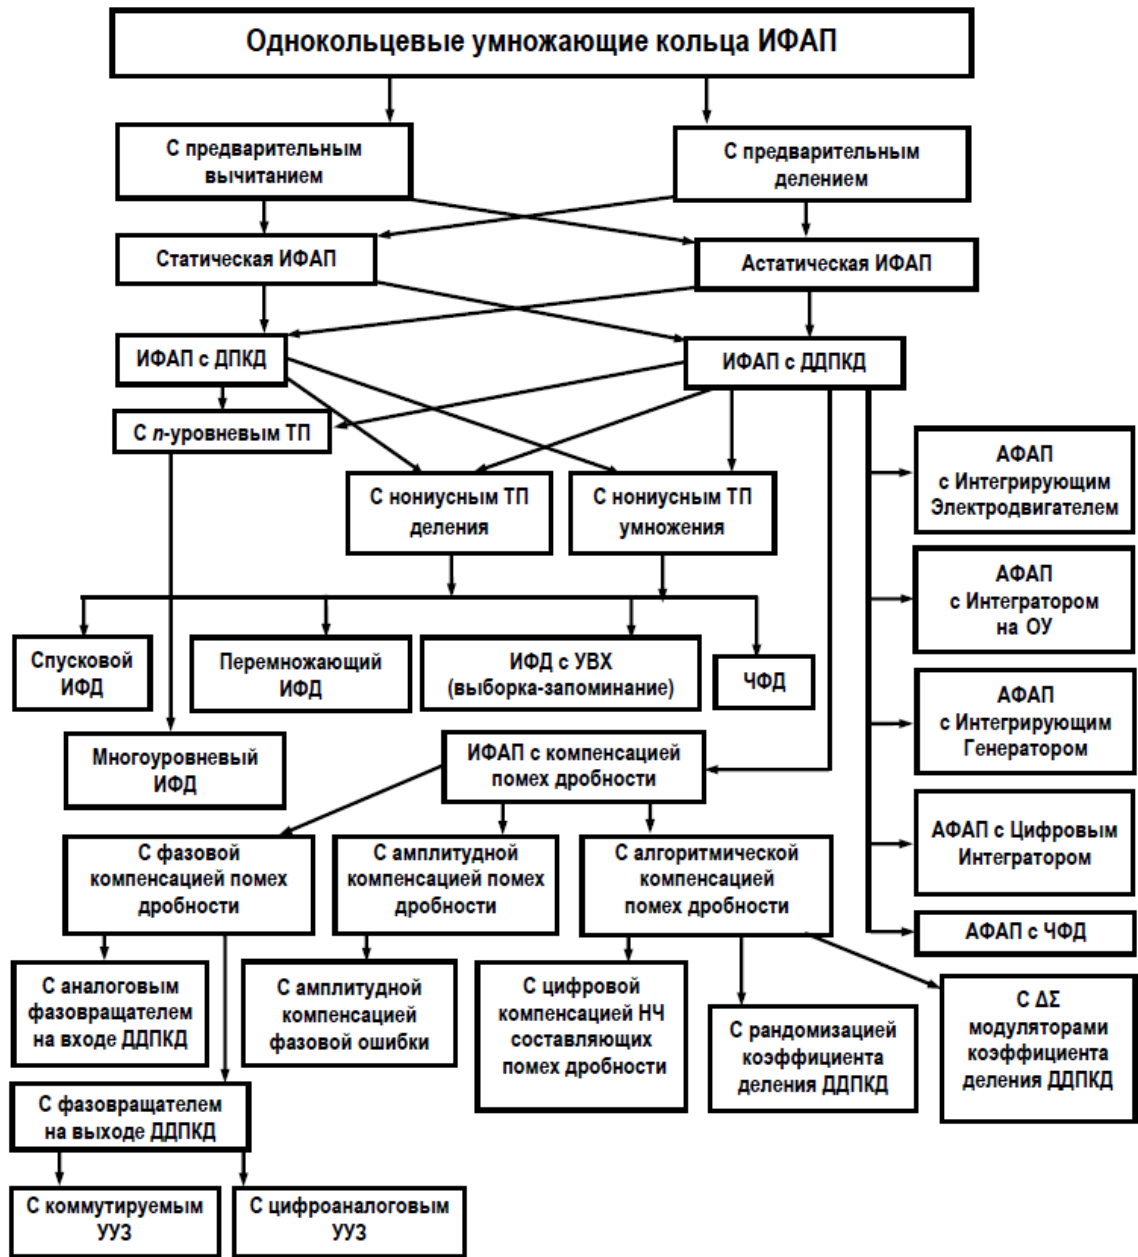 Однокольцевые умножающие кольца ИФАП
С предварительным
вычитанием
С предварительным
делением
Статическая ИФАП
Астатическая ИФАП
ИФАП с ДПКД
ИФАП с ДДПКД
С n-уровневым ТП
АФАП
с Интегрирующим
Электродвигателем
С нониусным ТП
деления
С нониусным ТП
умножения
АФАП
с Интегратором
на ОУ
Спусковой
ИФД
Перемножающий
ИФД
ИФД с УВХ
(выборка-запоминание)
ЧФД
АФАП
с Интегрирующим
Генератором
Многоуровневый
ИФД
ИФАП с компенсацией
помех дробности
АФАП с Цифровым
Интегратором
С фазовой
компенсацией помех
дробности
С амплитудной
компенсацией помех
дробности
С алгоритмической
компенсацией
помех дробности
АФАП с ЧФД
С аналоговым
фазовращателем
на входе ДДПКД
С амплитудной
компенсацией
фазовой ошибки
С цифровой
компенсацией НЧ
составляющих
помех дробности
С рандомизацией
коэффициента
деления ДДПКД
С ΔΣ
модуляторами
коэффициента
деления ДДПКД
С фазовращателем
на выходе ДДПКД
С коммутируемым
УУЗ
С цифроаналоговым
УУЗ